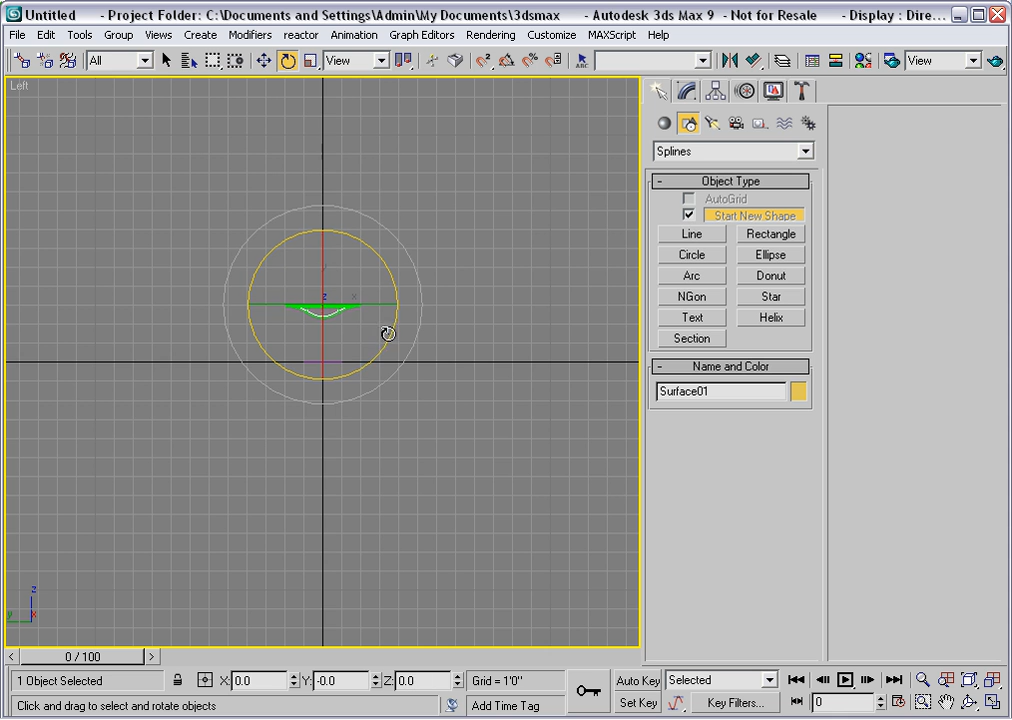 Untitled - Project Folder: C:\Documents and Settings\Admin\My Documents\3dsmax - Autodesk 3ds Max 9 - Not for Resale - Display : Dire...
File Edit Tools Group Views Create Modifiers reactor Animation Graph Editors Rendering Customize MAXScript Help
All View View
Left
Splines
- Object Type
AutoGrid
Start New Shape
Line Rectangle
Circle Ellipse
Arc Donut
NGon Star
Text Helix
Section
- Name and Color
Surface01
z
x
z
y x
< 0 / 100 >
1 Object Selected X: 0.0 Y: -0.0 Z: 0.0 Grid = 1'0" Auto Key Selected
Click and drag to select and rotate objects Add Time Tag Set Key Key Filters... 0